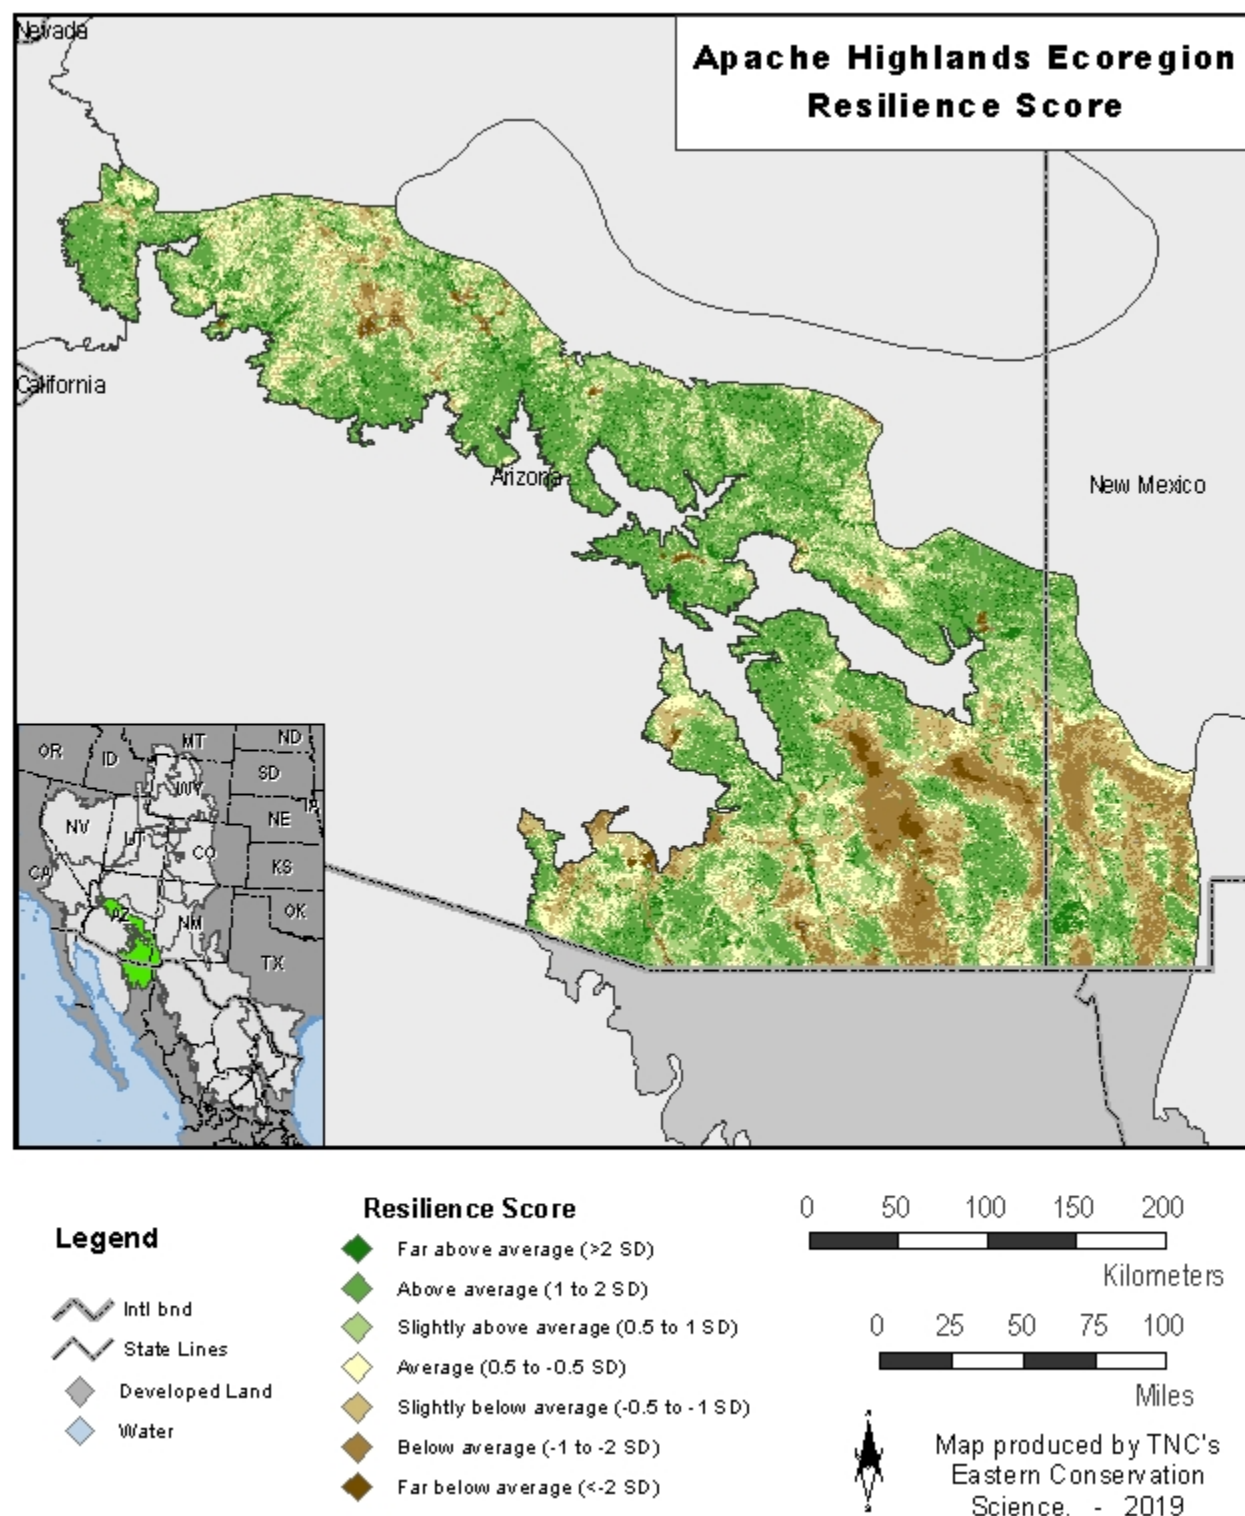 Nevada
Apache Highlands Ecoregion
Resilience Score
California
Arizona
New Mexico
OR
ID
MT
ND
SD
WY
IA
NV
UT
NE
CO
CA
KS
AZ
NM
OK
TX
Legend
Intl bnd
State Lines
Developed Land
Water
Resilience Score
Far above average (>2 SD)
Above average (1 to 2 SD)
Slightly above average (0.5 to 1 SD)
Average (0.5 to -0.5 SD)
Slightly below average (-0.5 to -1 SD)
Below average (-1 to -2 SD)
Far below average (<-2 SD)
0 50 100 150 200
Kilometers
0 25 50 75 100
Miles
Map produced by TNC's
Eastern Conservation
Science. - 2019